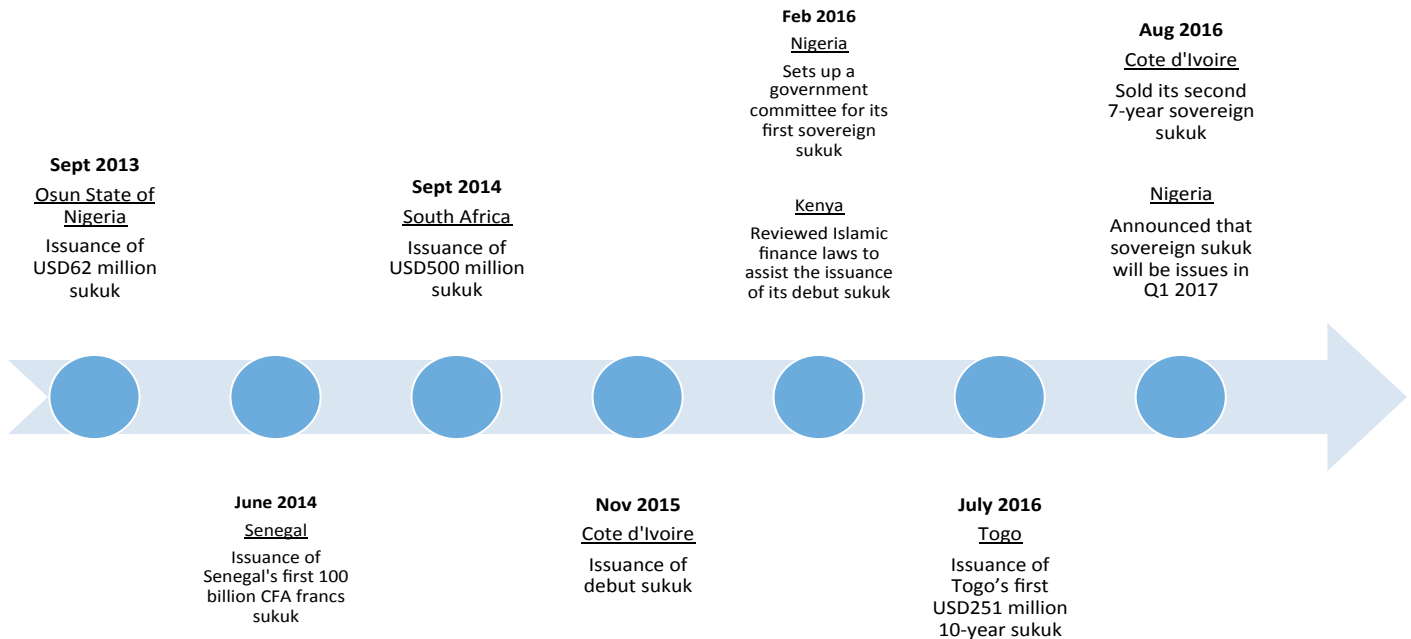 Sept 2013
Osun State of
Nigeria
Issuance of
USD62 million
sukuk
June 2014
Senegal
Issuance of
Senegal's first 100
billion CFA francs
sukuk
Sept 2014
South Africa
Issuance of
USD500 million
sukuk
Nov 2015
Cote d'Ivoire
Issuance of
debut sukuk
Feb 2016
Nigeria
Sets up a
government
committee for its
first sovereign
sukuk
Kenya
Reviewed Islamic
finance laws to
assist the issuance
of its debut sukuk
July 2016
Togo
Issuance of
Togo’s first
USD251 million
10-year sukuk
Aug 2016
Cote d'Ivoire
Sold its second
7-year sovereign
sukuk
Nigeria
Announced that
sovereign sukuk
will be issues in
Q1 2017